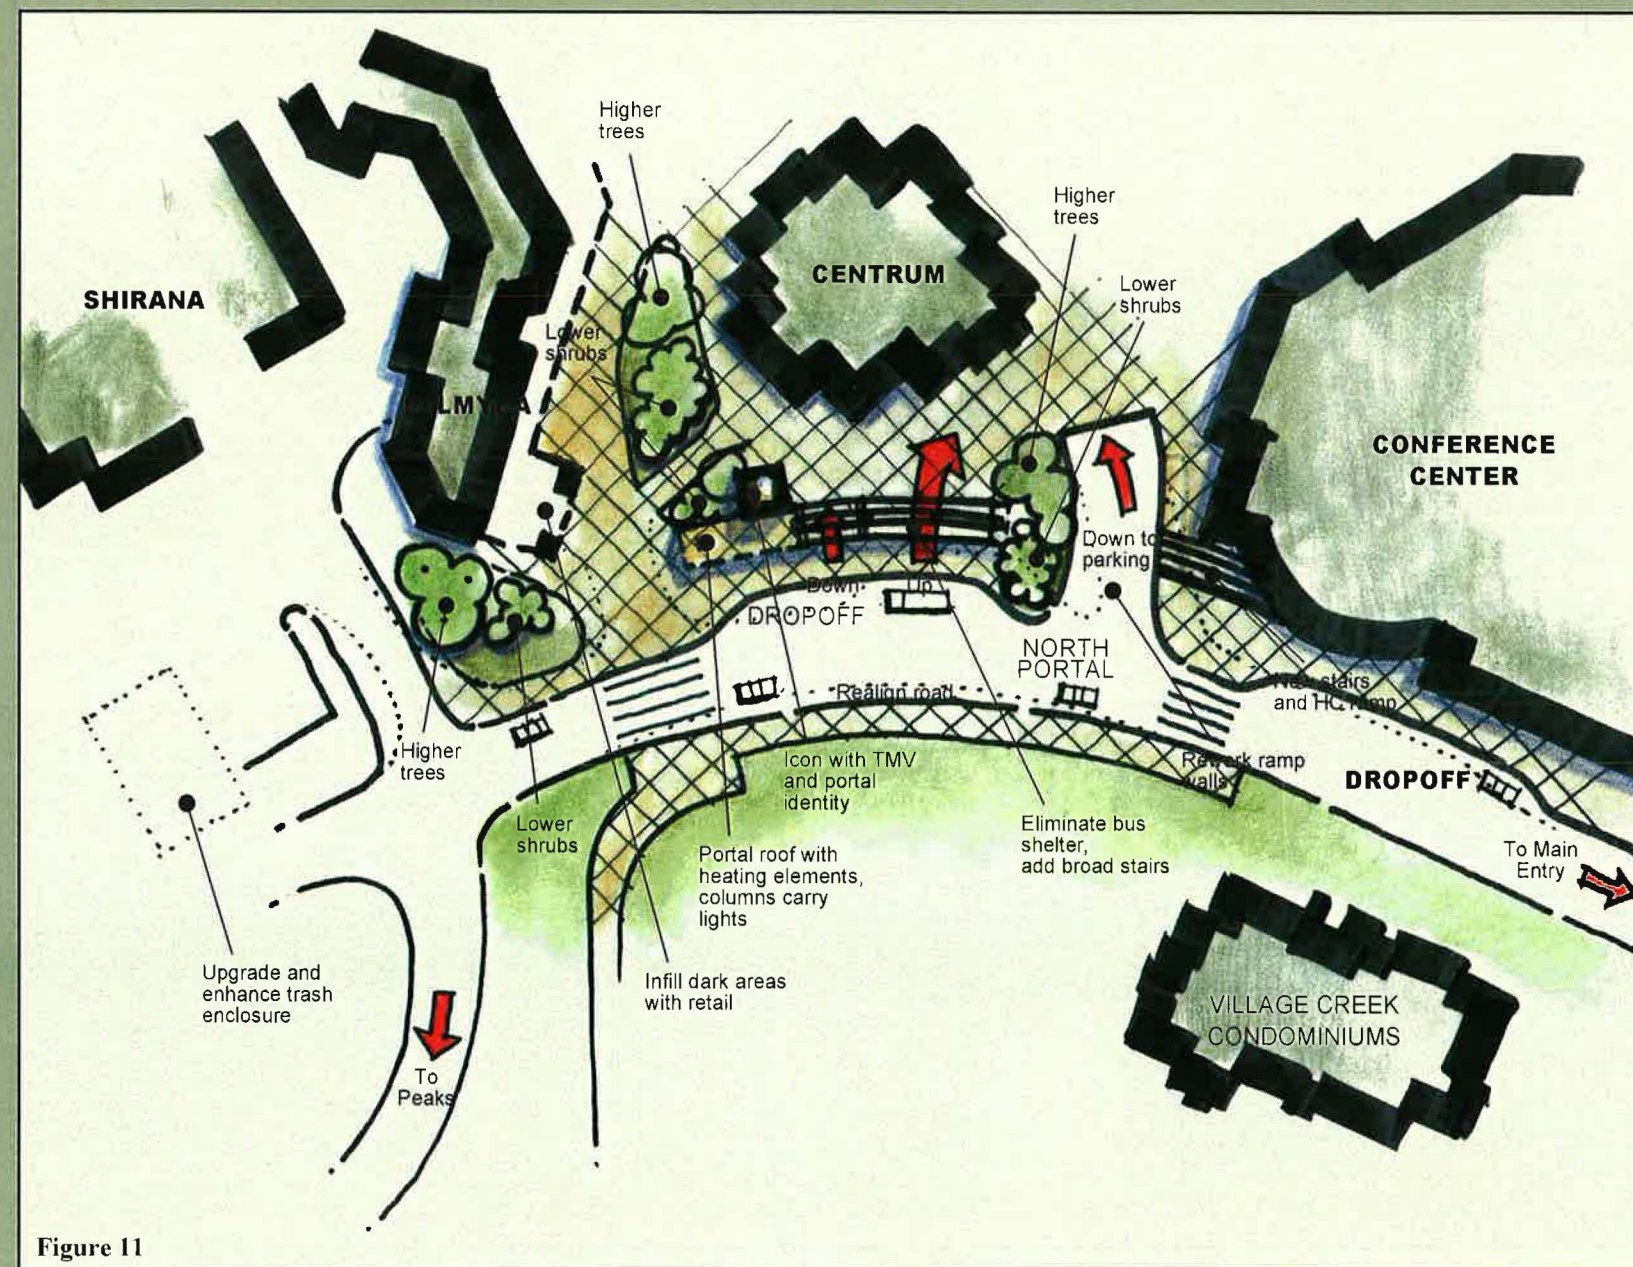 Higher
trees
Higher
trees
CENTRUM
SHIRANA
Lower
shrubs
Lower
shrubs
CONFERENCE
CENTER
Down to
parking
Down
Up
DROPOFF
NORTH
PORTAL
Realign road
New stairs
and HC ramp
Higher
trees
Icon with TMV
and portal
identity
Rework ramp
walls
DROPOFF
Lower
shrubs
Eliminate bus
shelter,
add broad stairs
Portal roof with
heating elements,
columns carry
lights
To Main
Entry
Upgrade and
enhance trash
enclosure
Infill dark areas
with retail
VILLAGE CREEK
CONDOMINIUMS
To
Peaks
Figure 11